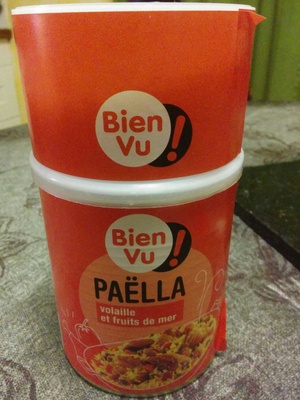 Bien
Vu !
Bien
Vu !
PAËLLA
volaille
et fruits de mer